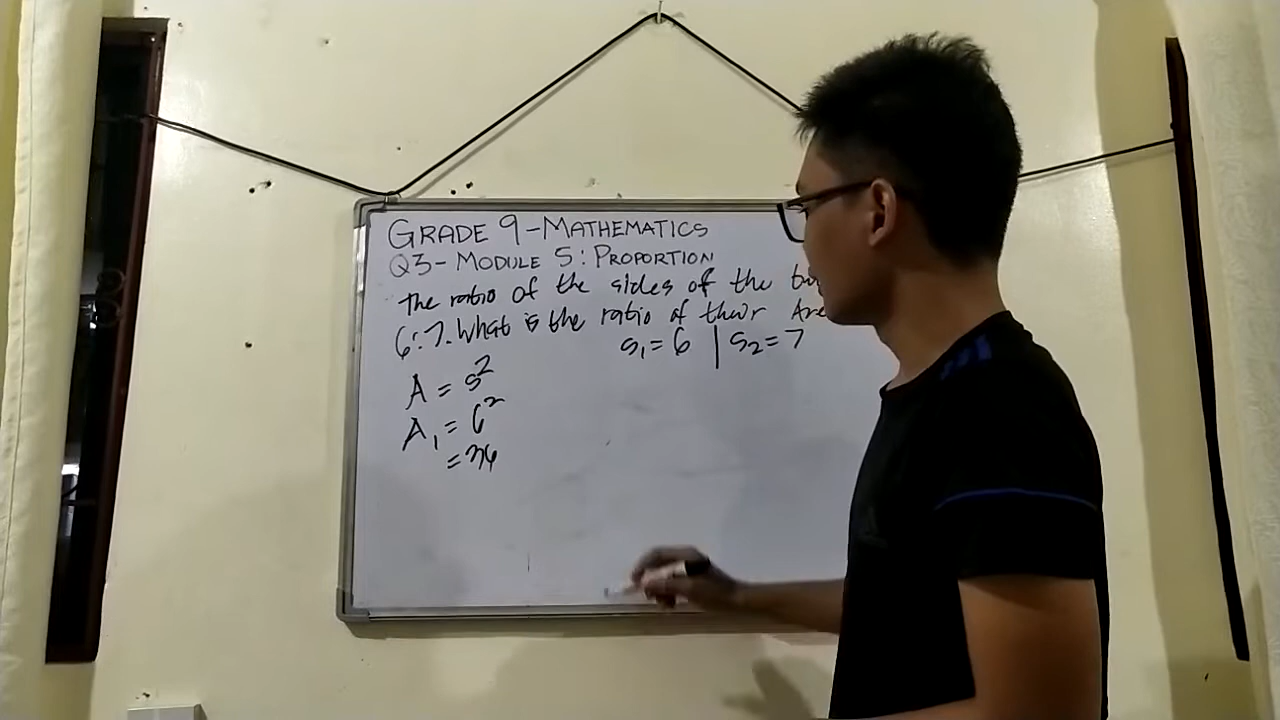 GRADE 9-MATHEMATICS
Q3-MODULE 5: PROPORTION
The ratio of the sides of the
6:7. What is the ratio of their
S₁ = 6 | S₂ = 7
A = s²
A₁ = 6²
= 36